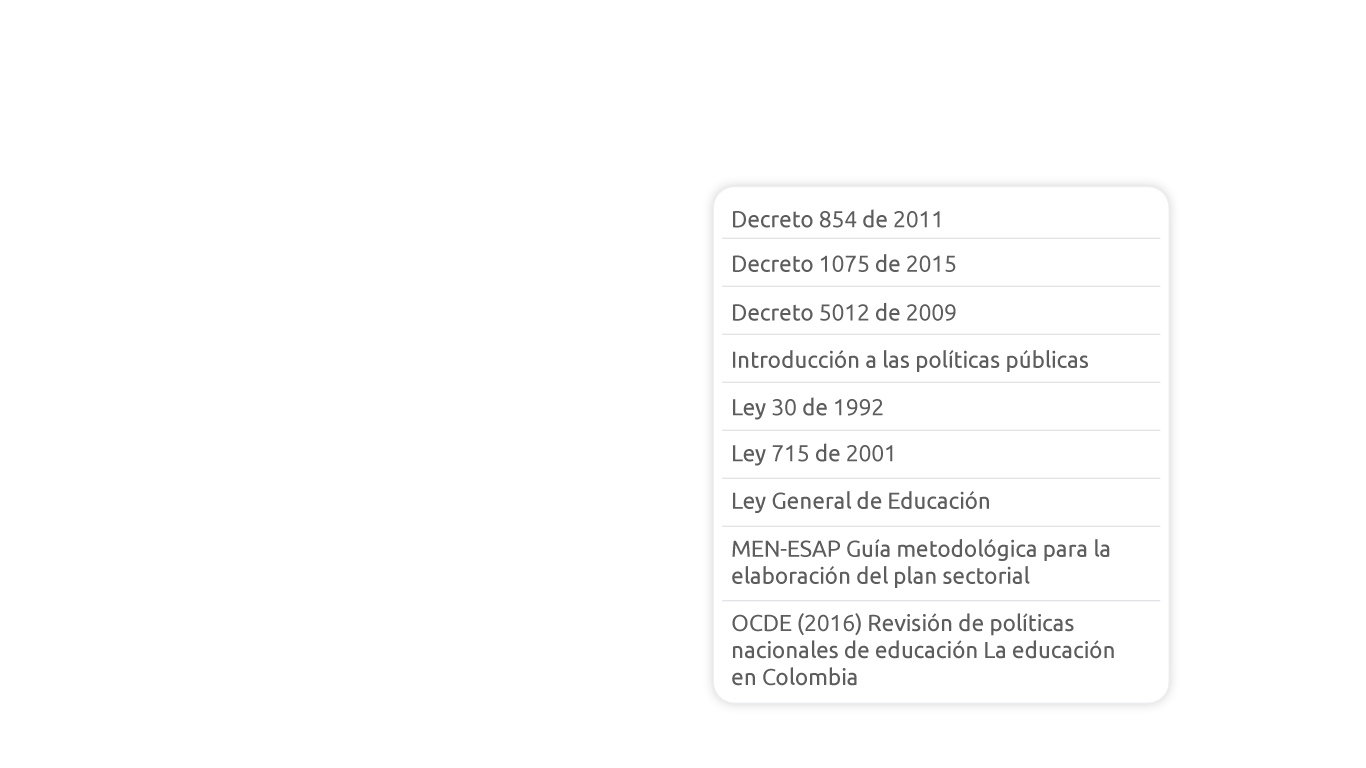 Decreto 854 de 2011
Decreto 1075 de 2015
Decreto 5012 de 2009
Introducción a las políticas públicas
Ley 30 de 1992
Ley 715 de 2001
Ley General de Educación
MEN-ESAP Guía metodológica para la
elaboración del plan sectorial
OCDE (2016) Revisión de políticas
nacionales de educación La educación
en Colombia